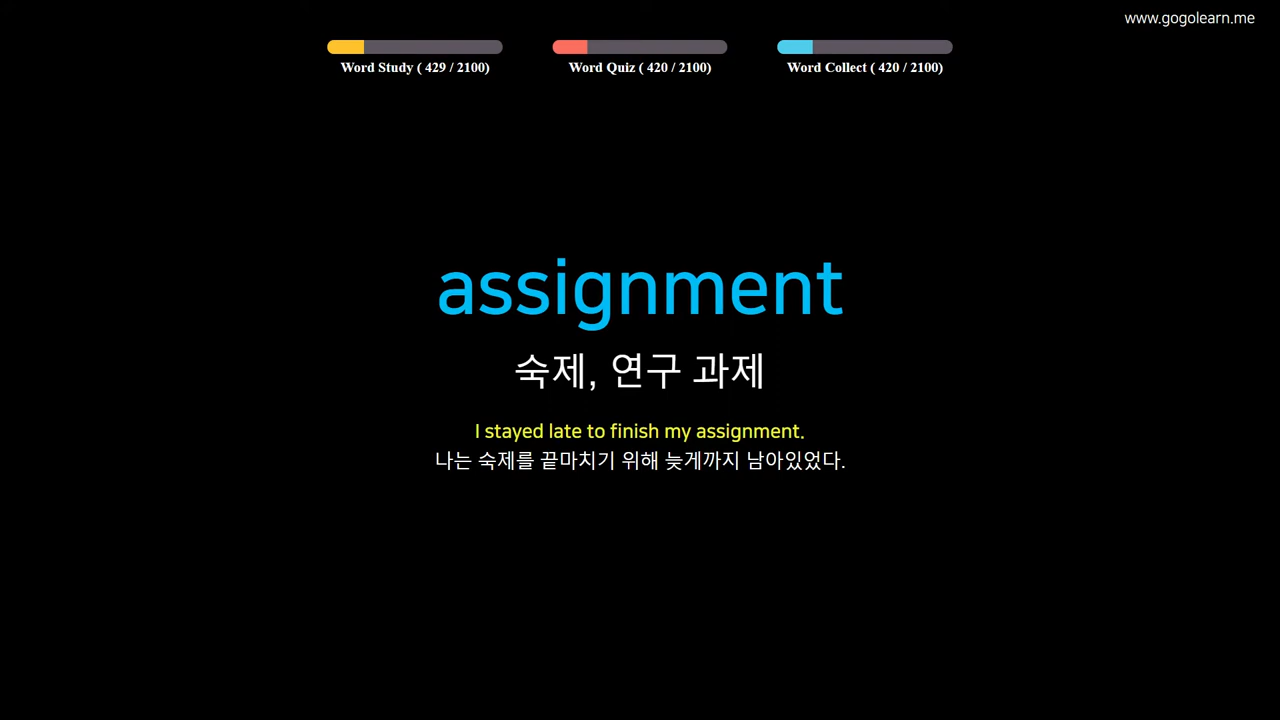 www.gogolearn.me
Word Study ( 429 / 2100)
Word Quiz ( 420 / 2100)
Word Collect ( 420 / 2100)
assignment
숙제, 연구 과제
I stayed late to finish my assignment.
나는 숙제를 끝마치기 위해 늦게까지 남아있었다.